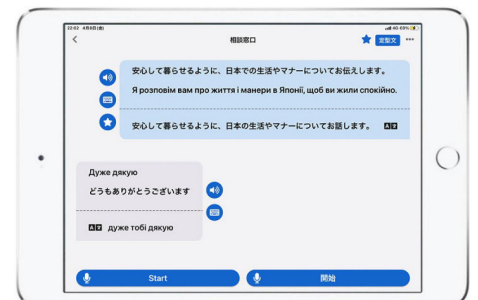 22:02 4月8日(金)
40 60%
相談窓口
定型文
安心して暮らせるように、日本での生活やマナーについてお伝えします。
Я розповім вам про життя і манери в Японії, щоб ви жили спокійно.
安心して暮らせるように、日本の生活やマナーについてお話します。
Дуже дякую
どうもありがとうございます
дуже тобі дякую
Start
開始